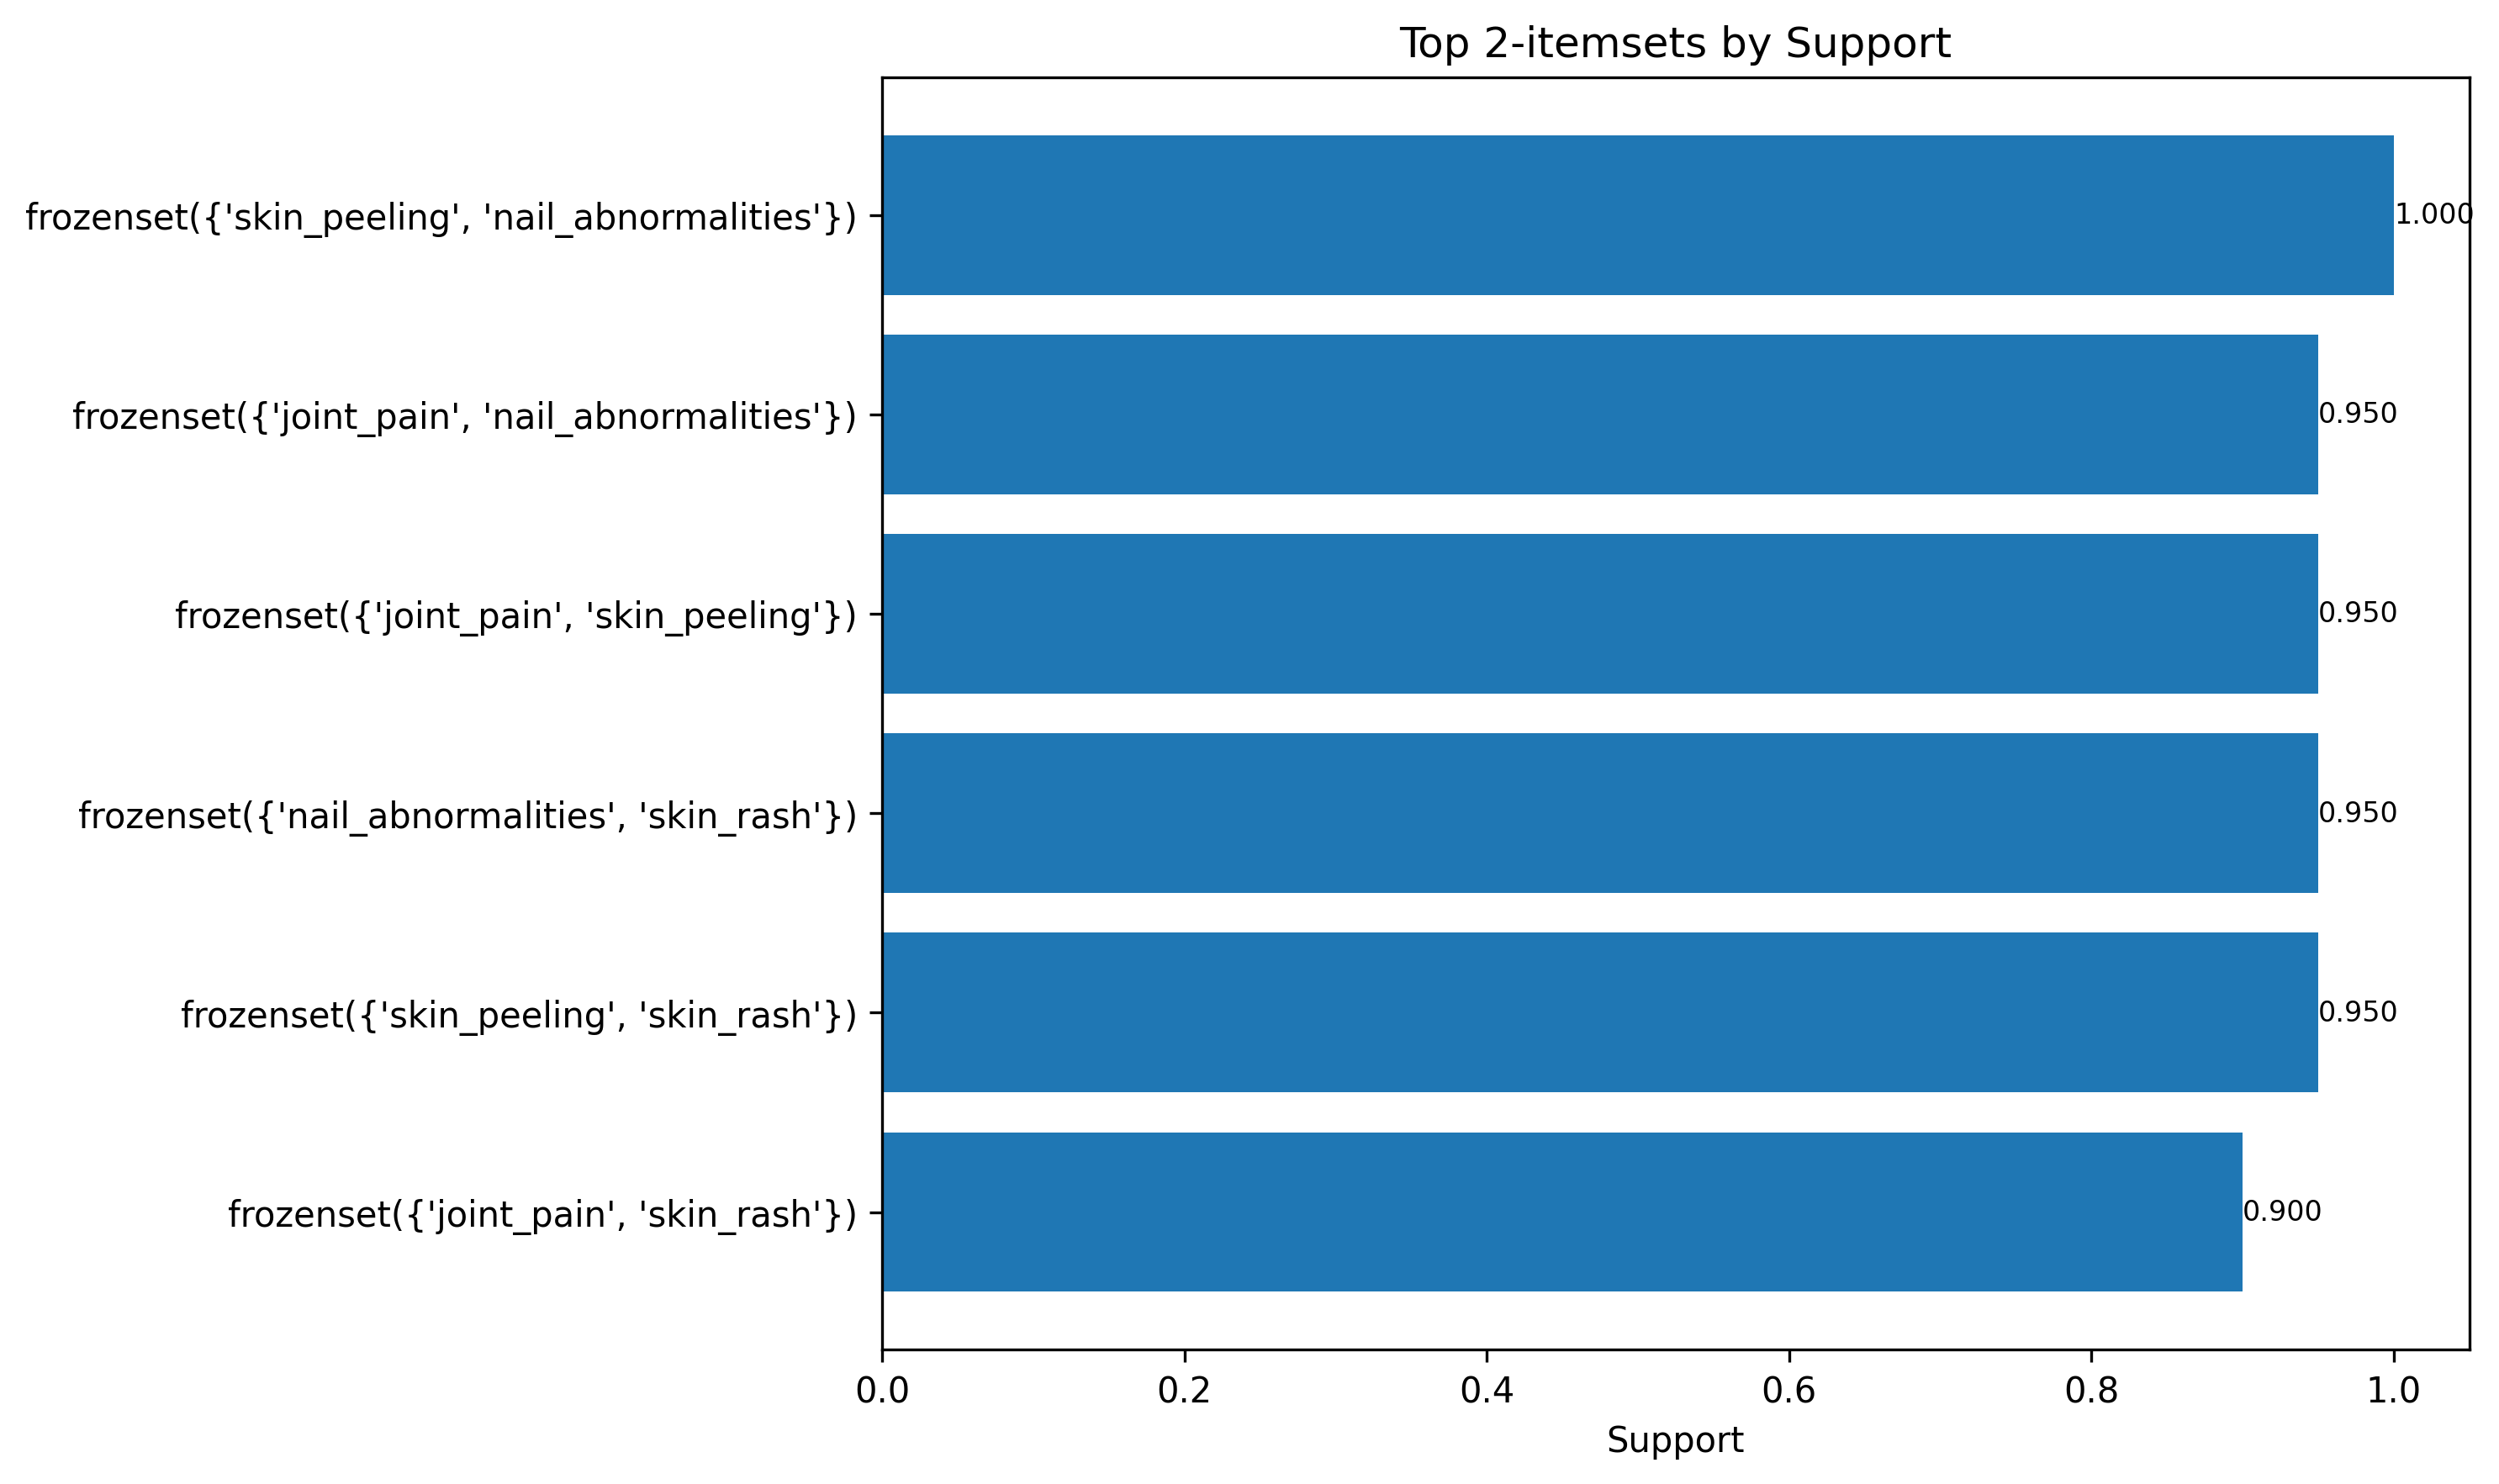 Top 2-itemsets by Support
frozenset({'skin_peeling', 'nail_abnormalities'})
1.000
frozenset({'joint_pain', 'nail_abnormalities'})
0.950
frozenset({'joint_pain', 'skin_peeling'})
0.950
frozenset({'nail_abnormalities', 'skin_rash'})
0.950
frozenset({'skin_peeling', 'skin_rash'})
0.950
frozenset({'joint_pain', 'skin_rash'})
0.900
0.0 0.2 0.4 0.6 0.8 1.0
Support